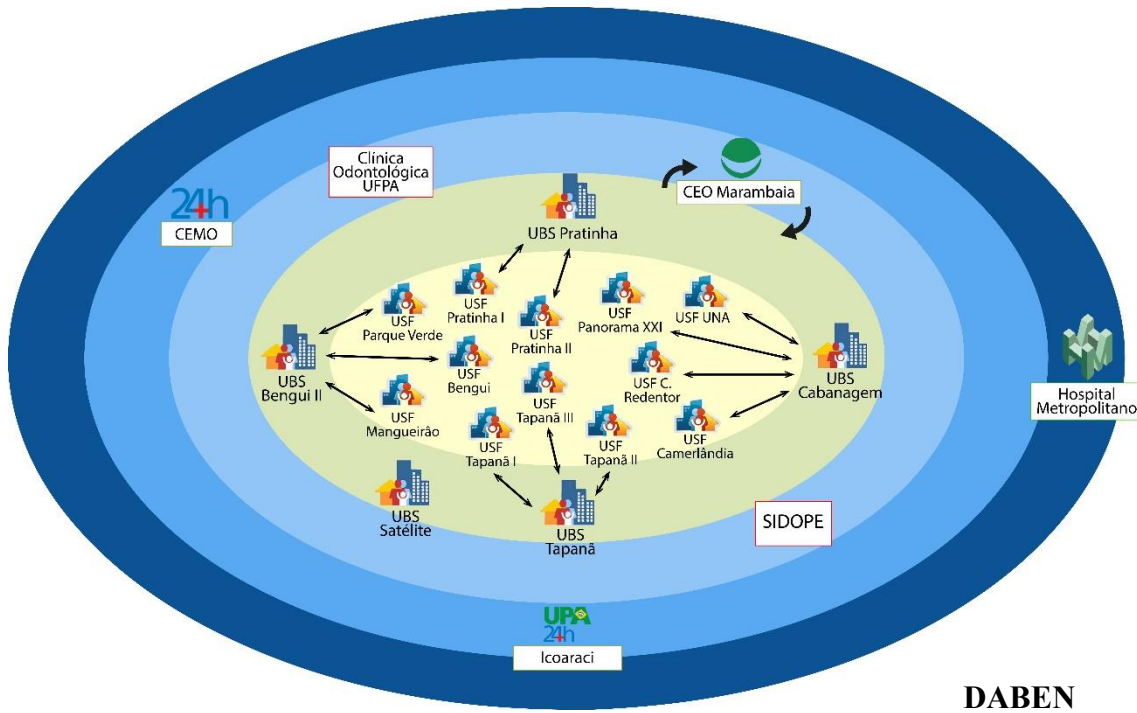 Clínica
Odontológica
UFPA
24h
CEMO
CEO Marambaia
UBS Pratinha
USF
Parque Verde
USF
Pratinha I
USF
Pratinha II
USF
Panorama XXI
USF UNA
UBS
Bengui II
USF
Bengui
USF C.
Redentor
UBS
Cabanagem
Hospital
Metropolitano
USF
Mangueirão
USF
Tapanã III
USF
Tapanã I
USF
Tapanã II
USF
Camerlândia
UBS
Satélite
UBS
Tapanã
SIDOPE
UPA
24h
Icoaraci
DABEN